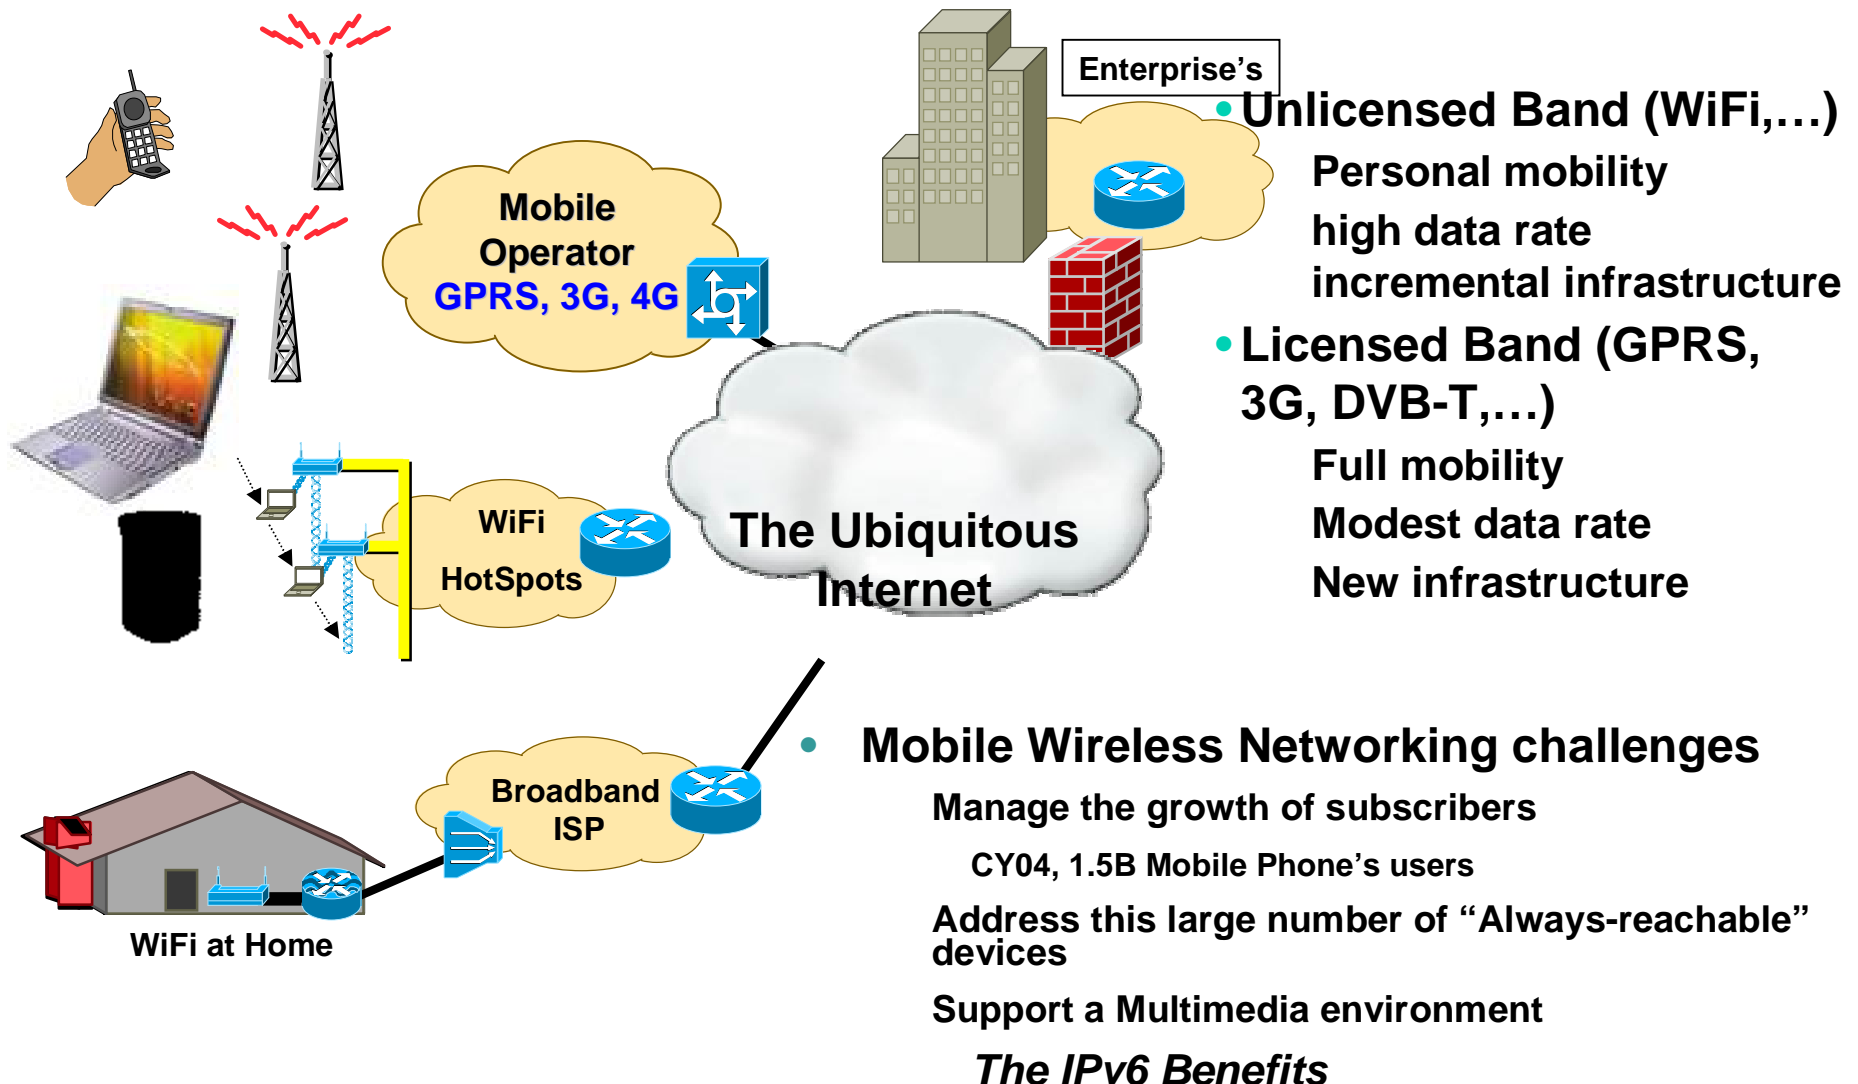 Enterprise’s
Mobile
Operator
GPRS, 3G, 4G
WiFi
HotSpots
The Ubiquitous
Internet
Broadband
ISP
WiFi at Home
• Unlicensed Band (WiFi,…)
Personal mobility
high data rate
incremental infrastructure
• Licensed Band (GPRS,
3G, DVB-T,…)
Full mobility
Modest data rate
New infrastructure
• Mobile Wireless Networking challenges
Manage the growth of subscribers
CY04, 1.5B Mobile Phone’s users
Address this large number of “Always-reachable”
devices
Support a Multimedia environment
The IPv6 Benefits